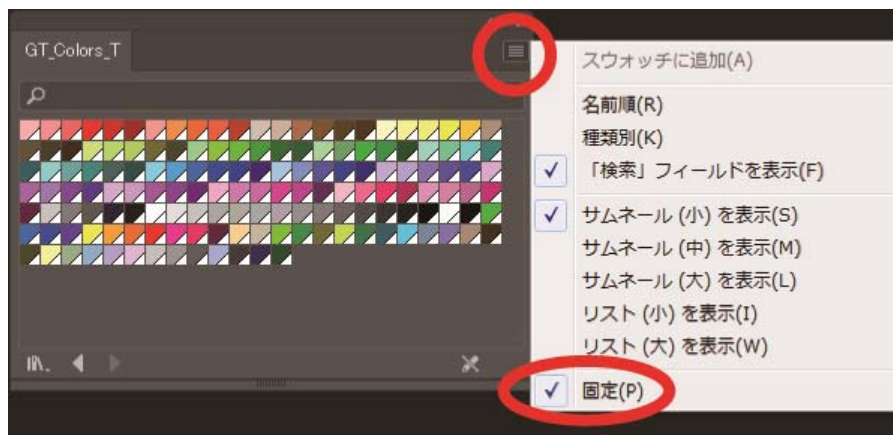 GT_Colors_T
スウォッチに追加(A)
名前順(R)
種類別(K)
「検索」フィールドを表示(F)
サムネール (小) を表示(S)
サムネール (中) を表示(M)
サムネール (大) を表示(L)
リスト (小) を表示(I)
リスト (大) を表示(W)
固定(P)